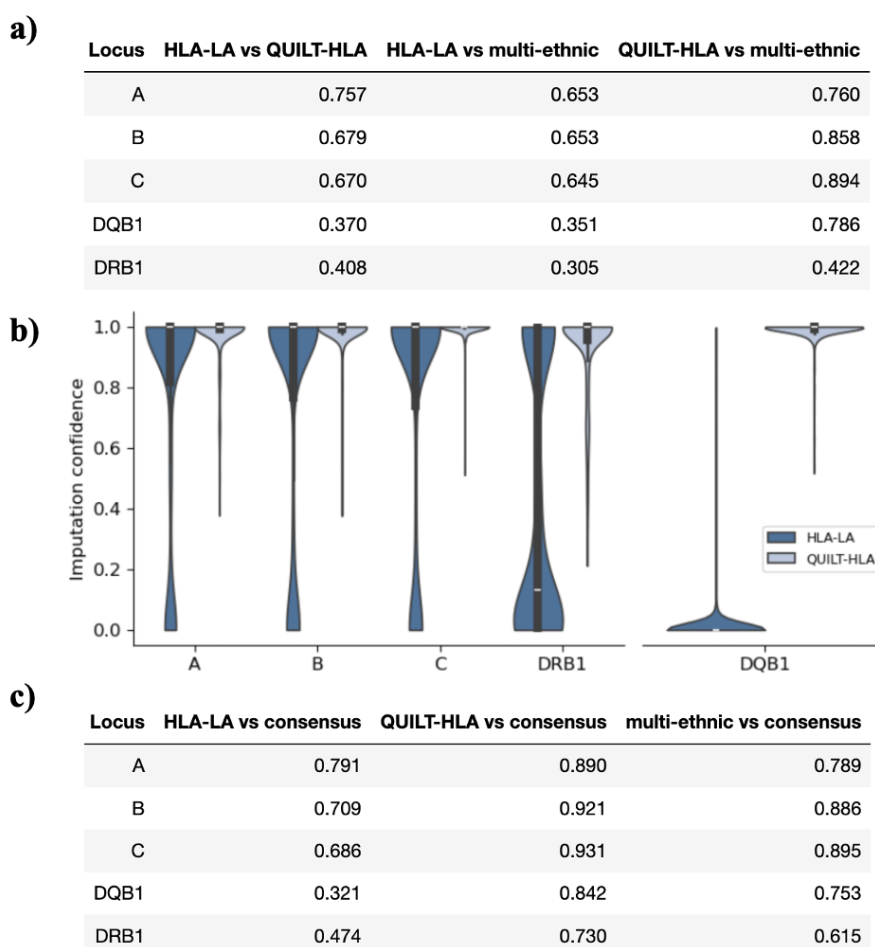 a)
Locus HLA-LA vs QUILT-HLA HLA-LA vs multi-ethnic QUILT-HLA vs multi-ethnic
A 0.757 0.653 0.760
B 0.679 0.653 0.858
C 0.670 0.645 0.894
DQB1 0.370 0.351 0.786
DRB1 0.408 0.305 0.422
b)
Imputation confidence
1.0
0.8
0.6
0.4
0.2
0.0
HLA-LA
QUILT-HLA
A B C DRB1 DQB1
c)
Locus HLA-LA vs consensus QUILT-HLA vs consensus multi-ethnic vs consensus
A 0.791 0.890 0.789
B 0.709 0.921 0.886
C 0.686 0.931 0.895
DQB1 0.321 0.842 0.753
DRB1 0.474 0.730 0.615